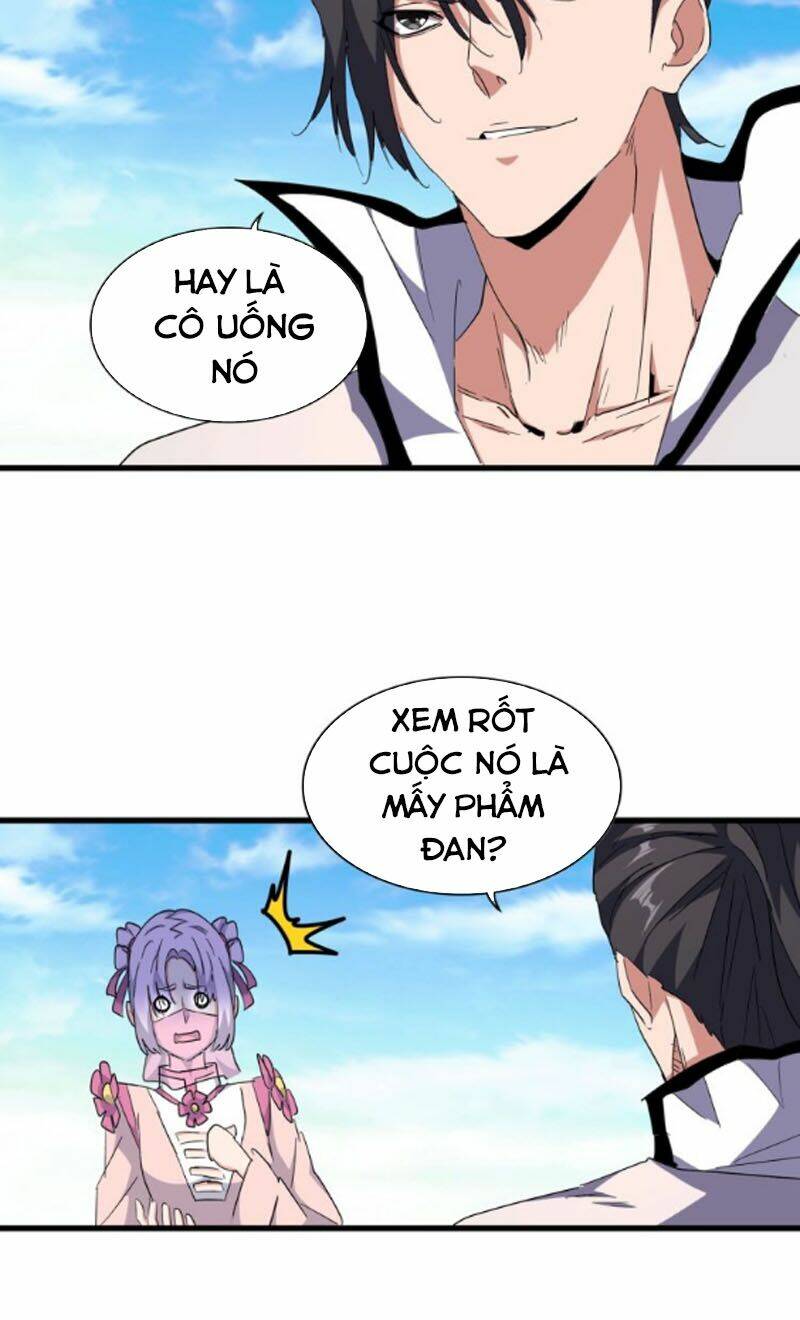 HAY LÀ
CÔ UỐNG
NÓ
XEM RỐT
CUỘC NÓ LÀ
MẤY PHẨM
ĐAN?